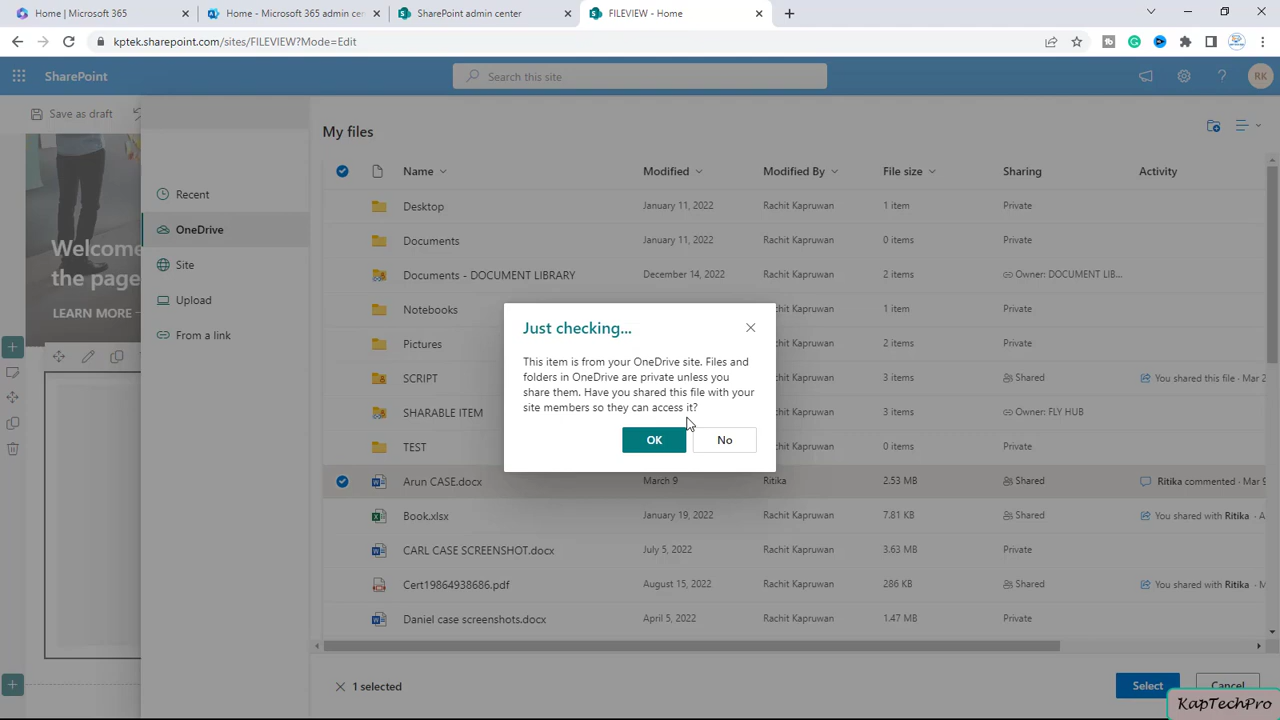 Home | Microsoft 365
Home - Microsoft 365 admin cen
SharePoint admin center
FILEVIEW - Home
kptek.sharepoint.com/sites/FILEVIEW?Mode=Edit
SharePoint
Search this site
RK
Save as draft
Welcome
the page
LEARN MORE
Recent
OneDrive
Site
Upload
From a link
My files
Name Modified Modified By File size Sharing Activity
Desktop January 11, 2022 Rachit Kapruwan 1 item Private
Documents January 11, 2022 Rachit Kapruwan 0 items Private
Documents - DOCUMENT LIBRARY December 14, 2022 Rachit Kapruwan 2 items Owner: DOCUMENT LIB...
Notebooks Rachit Kapruwan 1 item Private
Pictures Rachit Kapruwan 2 items Private
SCRIPT Rachit Kapruwan 3 items Shared You shared this file · Mar 2
SHARABLE ITEM Rachit Kapruwan 3 items Owner: FLY HUB
TEST Rachit Kapruwan 0 items Private
Arun CASE.docx March 9 Ritika 2.53 MB Shared Ritika commented · Mar 9
Book.xlsx January 19, 2022 Rachit Kapruwan 7.81 KB Shared You shared with Ritika · A
CARL CASE SCREENSHOT.docx July 5, 2022 Rachit Kapruwan 3.63 MB Private
Cert19864938686.pdf August 15, 2022 Rachit Kapruwan 286 KB Shared You shared with Ritika ·
Daniel case screenshots.docx April 5, 2022 Rachit Kapruwan 1.47 MB Private
Just checking...
This item is from your OneDrive site. Files and
folders in OneDrive are private unless you
share them. Have you shared this file with your
site members so they can access it?
OK No
1 selected
Select Cancel
KapTechPro